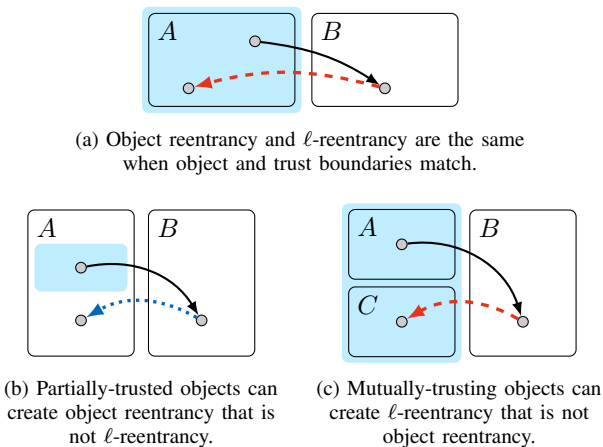 A B
(a) Object reentrancy and ℓ-reentrancy are the same
when object and trust boundaries match.
A B
A B
C
(b) Partially-trusted objects can
create object reentrancy that is
not ℓ-reentrancy.
(c) Mutually-trusting objects can
create ℓ-reentrancy that is not
object reentrancy.